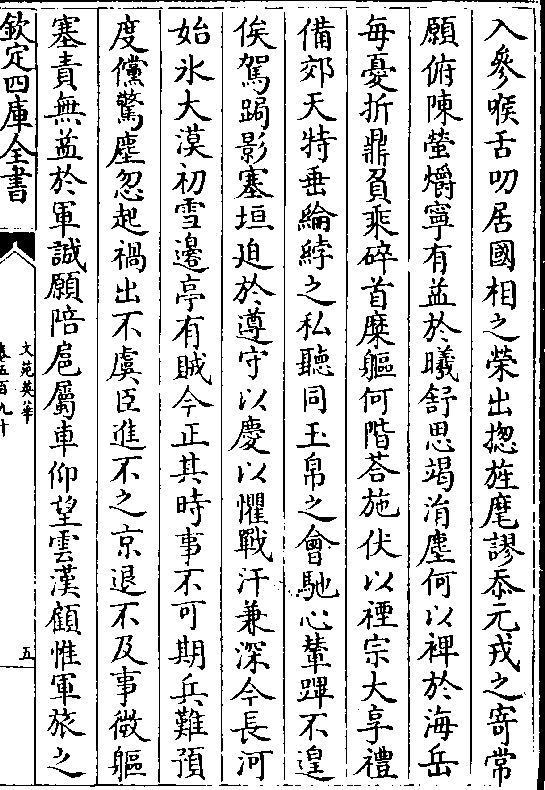 入參喉舌叨居國相之榮出揔旌麾謬忝元戎之寄常
願俯陳螢爝寧有益於曦舒思竭涓塵何以裨於海岳
每憂折鼎負乘碎首糜軀何階荅施伏以禋宗大享禮
備郊天特垂綸綍之私聽同玉帛之會馳心輦蹕不遑
俟駕跼影塞垣迫於遵守以慶以懼戰汗兼深今長河
始氷大漠初雪邊亭有賊今正其時事不可期兵難預
度儻驚塵忽起禍出不虞臣進不之京退不及事微軀
塞責無益於軍誠願陪扈屬車仰望雲漢顧惟軍旅之
欽定四庫全書
文苑英華
卷五百九十
五